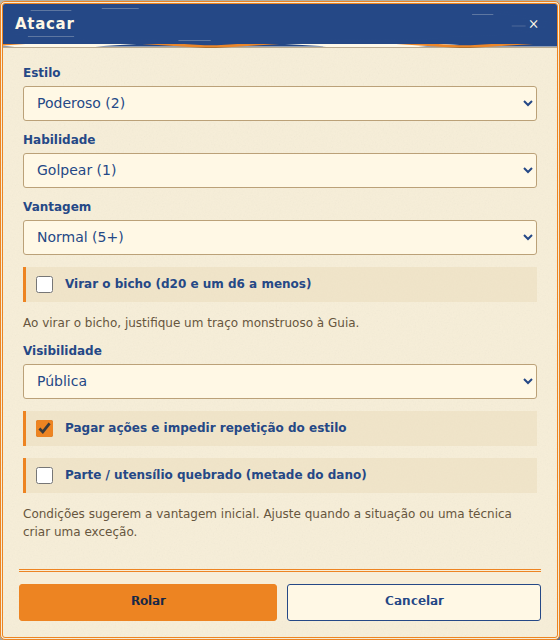 Atacar
×
Estilo
Poderoso (2)
Habilidade
Golpear (1)
Vantagem
Normal (5+)
Virar o bicho (d20 e um d6 a menos)
Ao virar o bicho, justifique um traço monstruoso à Guia.
Visibilidade
Pública
Pagar ações e impedir repetição do estilo
Parte / utensílio quebrado (metade do dano)
Condições sugerem a vantagem inicial. Ajuste quando a situação ou uma técnica
criar uma exceção.
Rolar
Cancelar